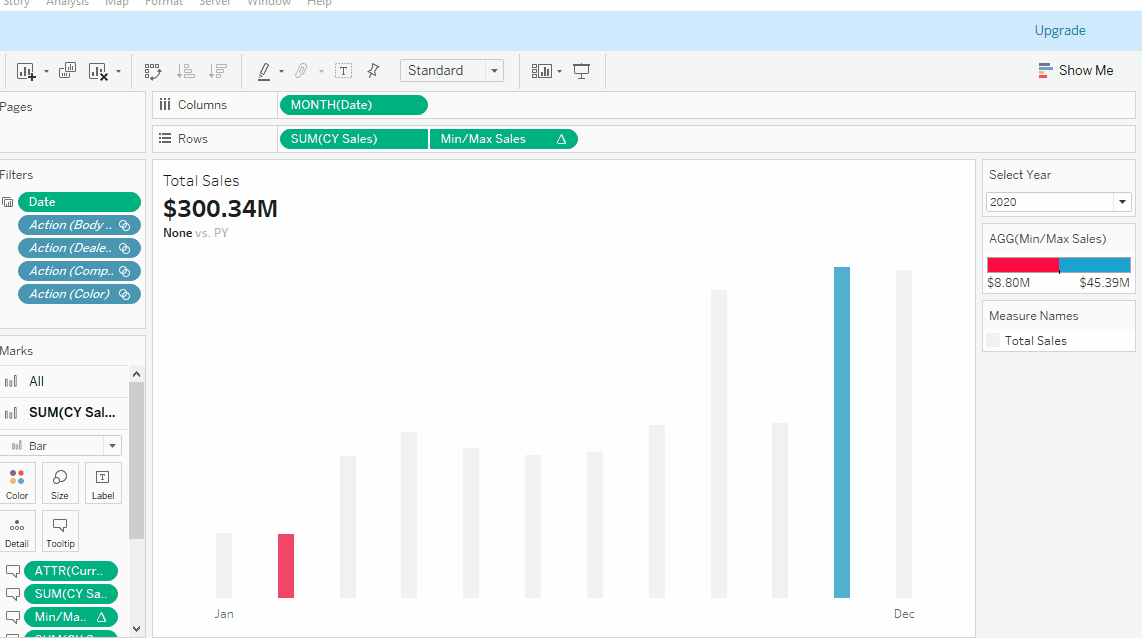 Story Analysis Map Format Server Window Help
Upgrade
Standard
Show Me
Pages
Columns
MONTH(Date)
Rows
SUM(CY Sales)
Min/Max Sales
Filters
Date
Action (Body ..
Action (Deale..
Action (Comp..
Action (Color)
Marks
All
SUM(CY Sal...
Bar
Color Size Label
Detail Tooltip
ATTR(Curr..
SUM(CY Sa..
Min/Ma..
Total Sales
$300.34M
None vs. PY
Jan Dec
Select Year
2020
AGG(Min/Max Sales)
$8.80M $45.39M
Measure Names
Total Sales